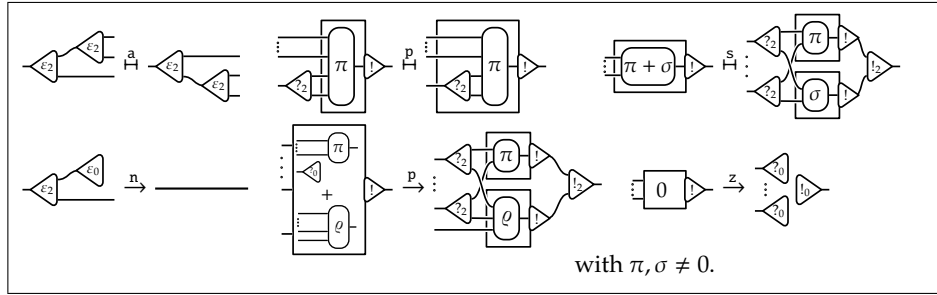 ε₂ ε₂ a ε₂ ε₂ ?₂ π ! p ?₂ π ! π + σ ! s ?₂ ?₂ π σ ! ! !₂
ε₂ ε₀ n π ?₀ + ϱ ! p ?₂ ?₂ π ϱ ! ! !₂ 0 ! z ?₀ ?₀ !₀
with π, σ ≠ 0.